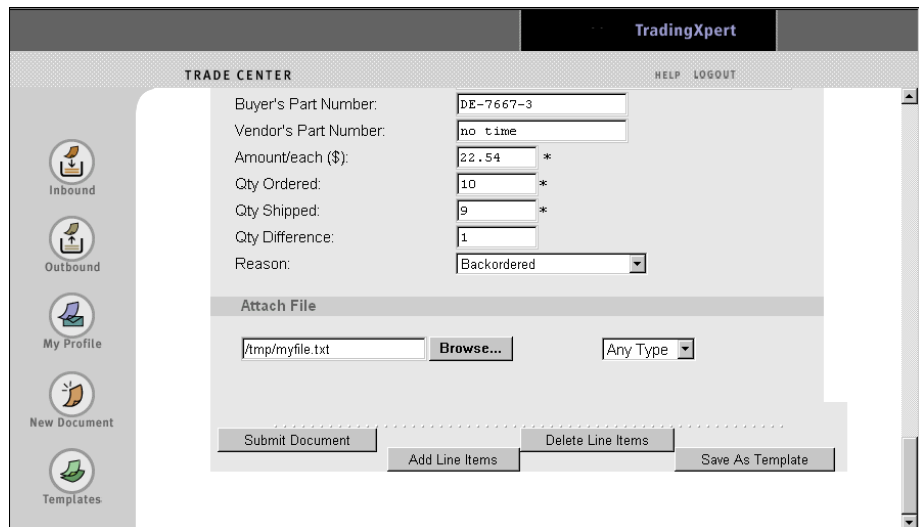 TradingXpert
TRADE CENTER
HELP LOGOUT
Buyer's Part Number: DE-7667-3
Vendor's Part Number: no time
Amount/each ($): 22.54 *
Qty Ordered: 10 *
Qty Shipped: 9 *
Qty Difference: 1
Reason: Backordered
Attach File
/tmp/myfile.txt Browse... Any Type
Submit Document
Add Line Items
Delete Line Items
Save As Template
Inbound
Outbound
My Profile
New Document
Templates